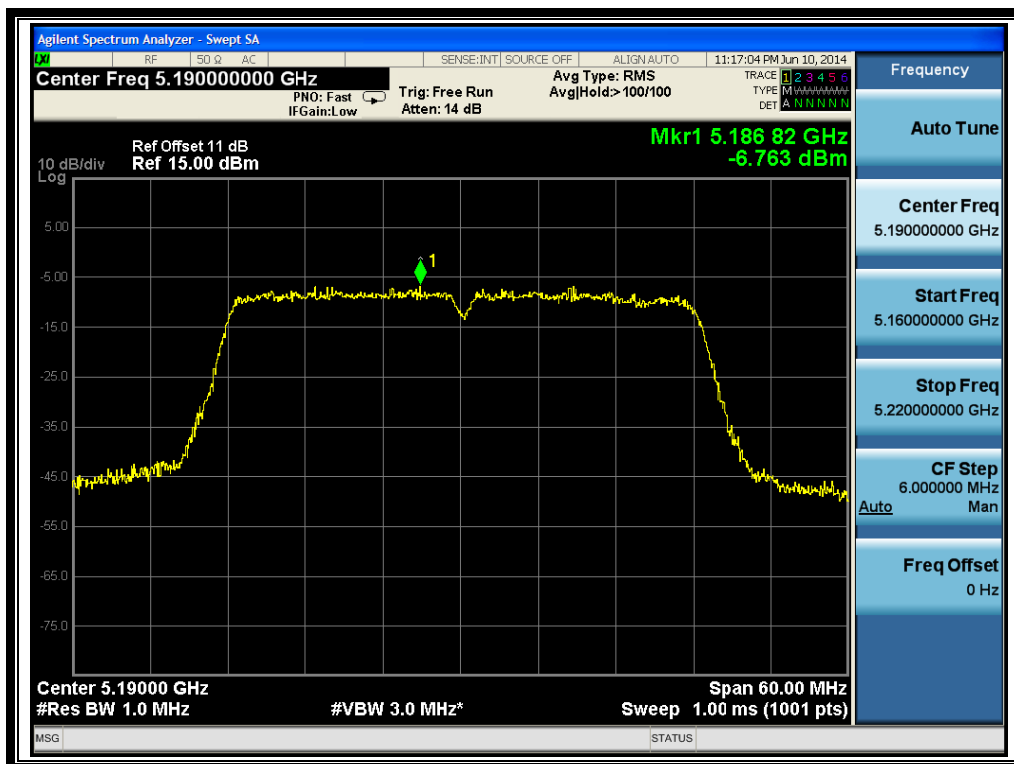 Agilent Spectrum Analyzer - Swept SA
LXI RF 50 Ω AC SENSE:INT SOURCE OFF ALIGN AUTO 11:17:04 PM Jun 10, 2014
Center Freq 5.190000000 GHz
PNO: Fast
IFGain:Low
Trig: Free Run
Atten: 14 dB
Avg Type: RMS
Avg|Hold:>100/100
TRACE 1 2 3 4 5 6
TYPE M WWWWW
DET A N N N N N
Mkr1 5.186 82 GHz
-6.763 dBm
Ref Offset 11 dB
10 dB/div Ref 15.00 dBm
Log
5.00
-5.00
-15.0
-25.0
-35.0
-45.0
-55.0
-65.0
-75.0
1
Center 5.19000 GHz Span 60.00 MHz
#Res BW 1.0 MHz #VBW 3.0 MHz* Sweep 1.00 ms (1001 pts)
MSG STATUS
Frequency
Auto Tune
Center Freq
5.190000000 GHz
Start Freq
5.160000000 GHz
Stop Freq
5.220000000 GHz
CF Step
6.000000 MHz
Auto Man
Freq Offset
0 Hz